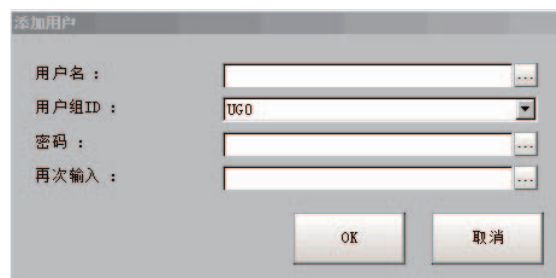 添加用户
用户名 : ...
用户组ID : UG0
密码 : ...
再次输入 : ...
OK 取消